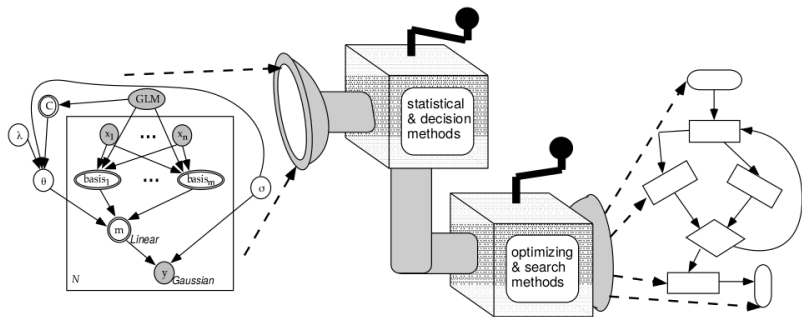 GLM
C
x1 ... xn
λ
θ
basis1 ... basism
σ
m
Linear
y
Gaussian
N
statistical
& decision
methods
optimizing
& search
methods